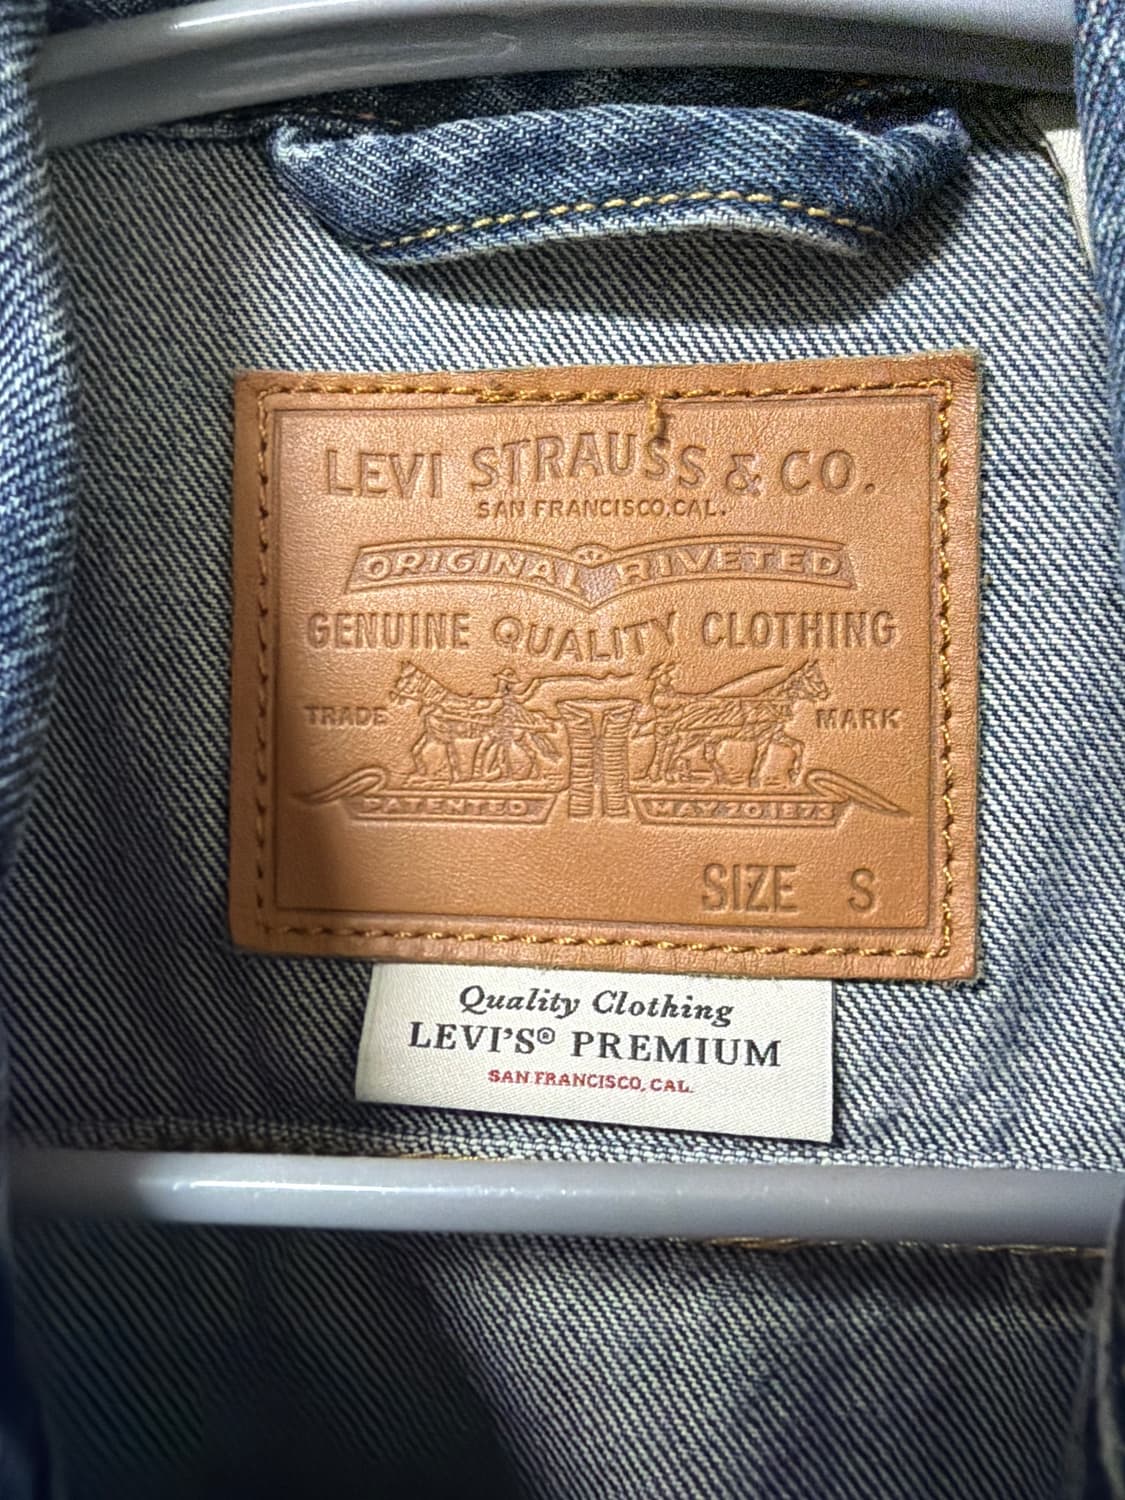 LEVI STRAUSS & CO.
SAN FRANCISCO, CAL.
ORIGINAL RIVETED
GENUINE QUALITY CLOTHING
TRADE MARK
PATENTED MAY 20 1873
SIZE S
Quality Clothing
LEVI'S® PREMIUM
SAN FRANCISCO, CAL.